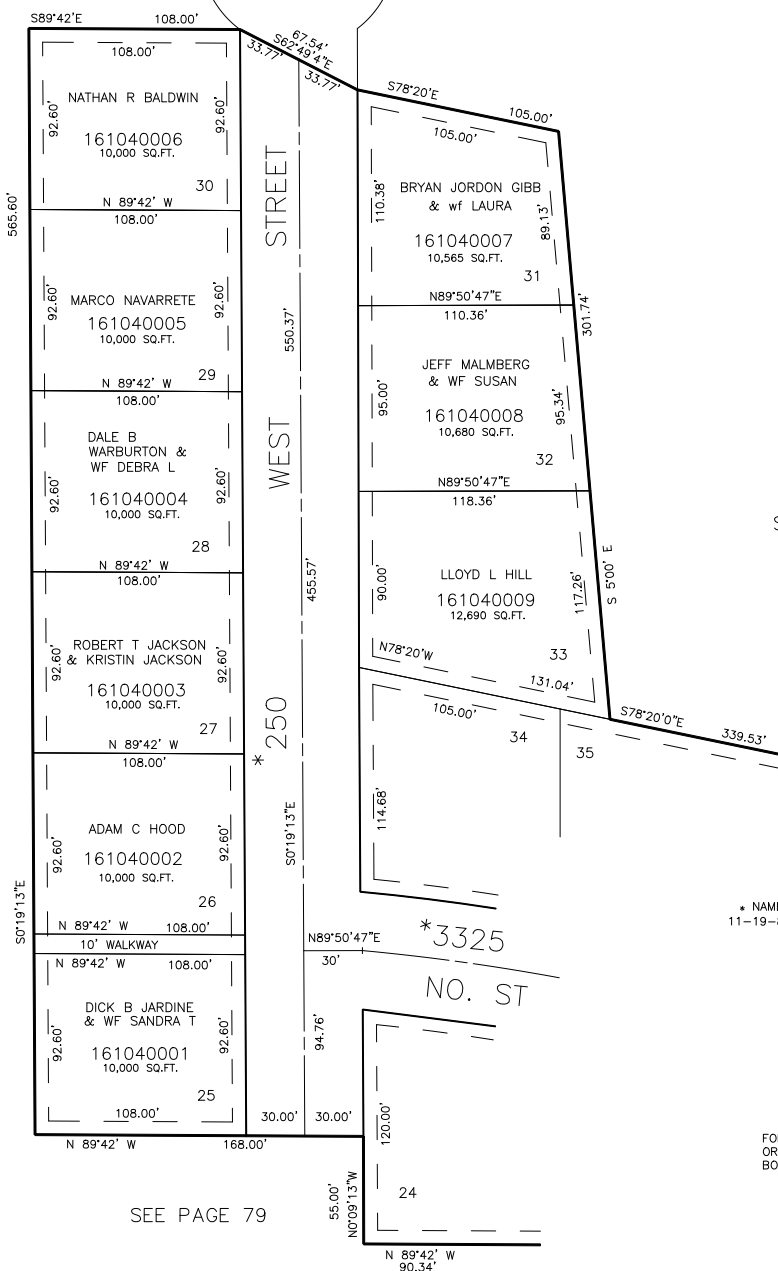 S89°42'E 108.00'
108.00'
NATHAN R BALDWIN
92.60'
92.60'
161040006
10,000 SQ.FT.
30
N 89°42' W
108.00'
565.60'
MARCO NAVARRETE
92.60'
92.60'
161040005
10,000 SQ.FT.
29
N 89°42' W
108.00'
DALE B
WARBURTON &
WF DEBRA L
92.60'
92.60'
161040004
10,000 SQ.FT.
28
N 89°42' W
108.00'
ROBERT T JACKSON
& KRISTIN JACKSON
92.60'
92.60'
161040003
10,000 SQ.FT.
27
N 89°42' W
108.00'
ADAM C HOOD
92.60'
92.60'
161040002
10,000 SQ.FT.
26
S0°19'13"E
N 89°42' W 108.00'
10' WALKWAY
N 89°42' W 108.00'
DICK B JARDINE
& WF SANDRA T
92.60'
92.60'
161040001
10,000 SQ.FT.
25
108.00'
N 89°42' W 168.00'
SEE PAGE 79
67.54'
S62°49'4"E
33.77'
33.77'
* 250 WEST STREET
550.37'
455.57'
S0°19'13"E
94.76'
30.00'
30.00'
S78°20'E 105.00'
105.00'
110.38'
BRYAN JORDON GIBB
& wf LAURA
161040007
10,565 SQ.FT.
89.13'
31
N89°50'47"E
110.36'
301.74'
JEFF MALMBERG
& WF SUSAN
95.00'
161040008
10,680 SQ.FT.
95.34'
32
N89°50'47"E
118.36'
S 5°00' E
LLOYD L HILL
90.00'
161040009
12,690 SQ.FT.
117.26'
33
N78°20'W
131.04'
S78°20'0"E 339.53'
105.00'
34
35
114.68'
N89°50'47"E
30'
*3325
NO. ST
* NAME
11-19-
120.00'
24
55.00'
N0°09'13"W
N 89°42' W
90.34'
FO
OR
BO